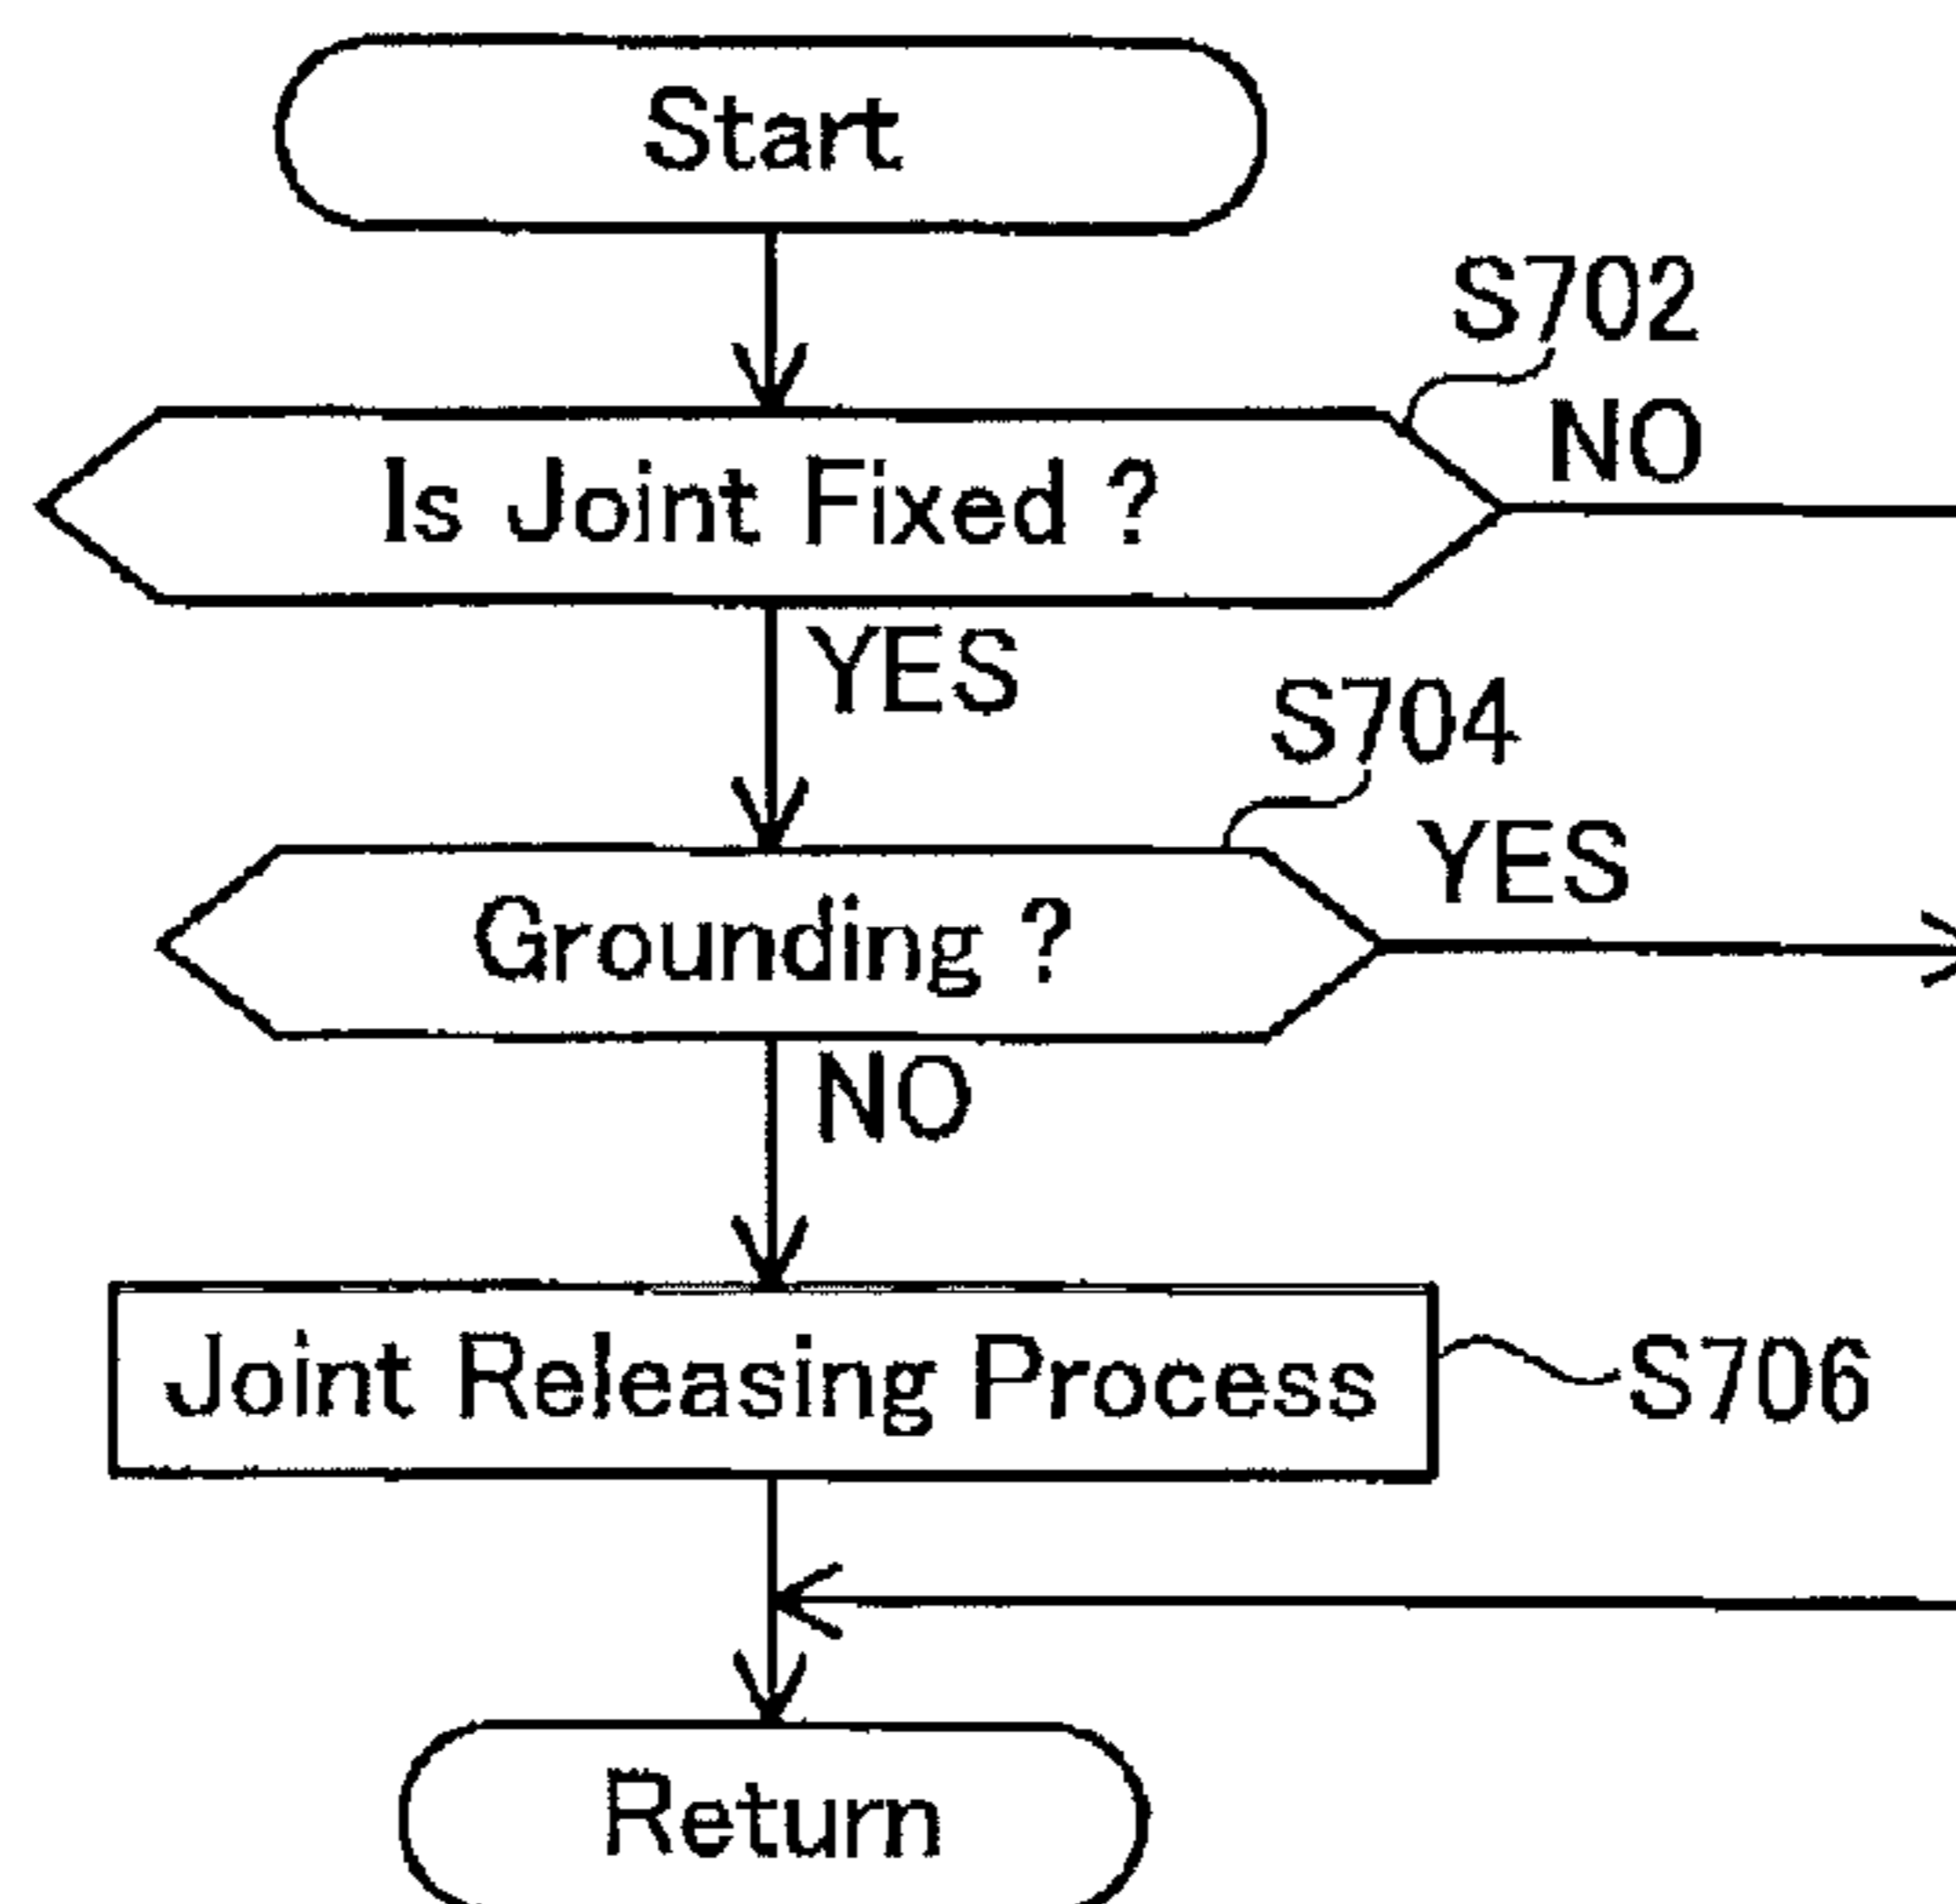 Start
S702
NO
Is Joint Fixed ?
YES
S704
YES
Grounding ?
NO
Joint Releasing Process
S706
Return